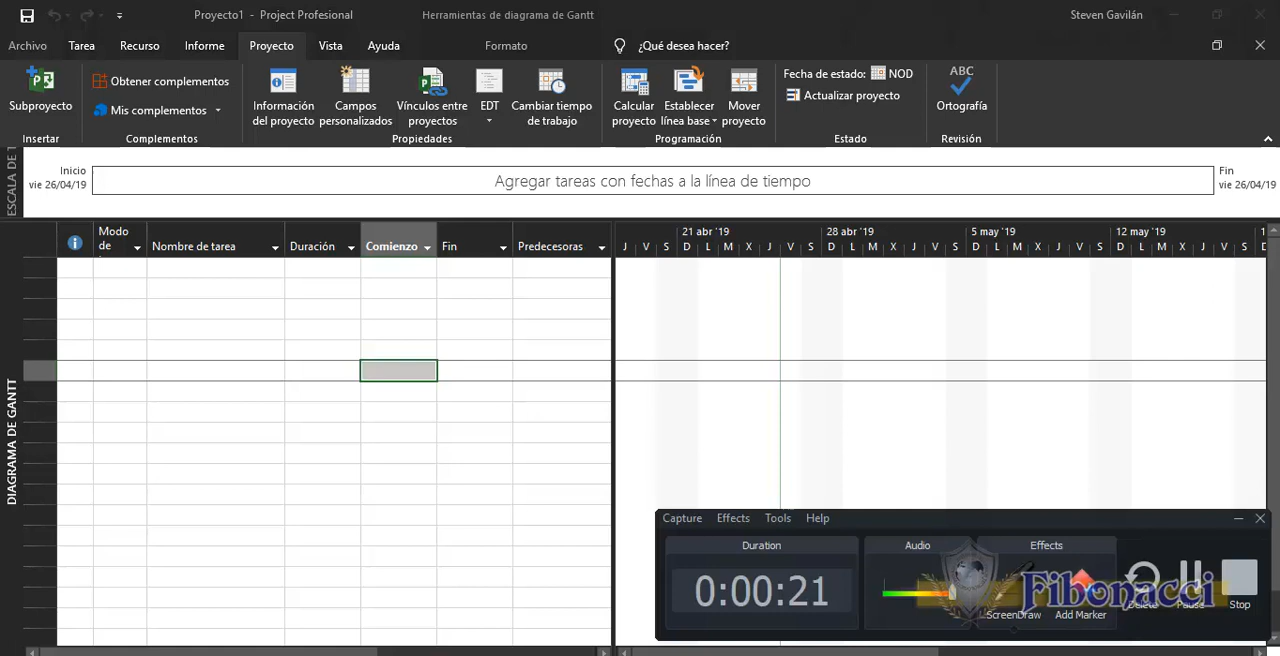 Proyecto1 - Project Profesional
Herramientas de diagrama de Gantt
Steven Gavilán
Archivo Tarea Recurso Informe Proyecto Vista Ayuda Formato ¿Qué desea hacer?
Subproyecto
Obtener complementos
Mis complementos
Información del proyecto
Campos personalizados
Vínculos entre proyectos
EDT
Cambiar tiempo de trabajo
Calcular proyecto
Establecer línea base
Mover proyecto
Fecha de estado: NOD
Actualizar proyecto
ABC
Ortografía
Insertar Complementos Propiedades Programación Estado Revisión
ESCALA DE T
Inicio
vie 26/04/19
Agregar tareas con fechas a la línea de tiempo
Fin
vie 26/04/19
Modo de
Nombre de tarea
Duración
Comienzo
Fin
Predecesoras
21 abr '19 28 abr '19 5 may '19 12 may '19 1
J V S D L M X J V S D L M X J V S D L M X J V S D L M X J V S D
DIAGRAMA DE GANTT
Capture Effects Tools Help
Duration
0:00:21
Audio
Effects
ScreenDraw
Add Marker
Delete
Pause
Stop
Fibonacci